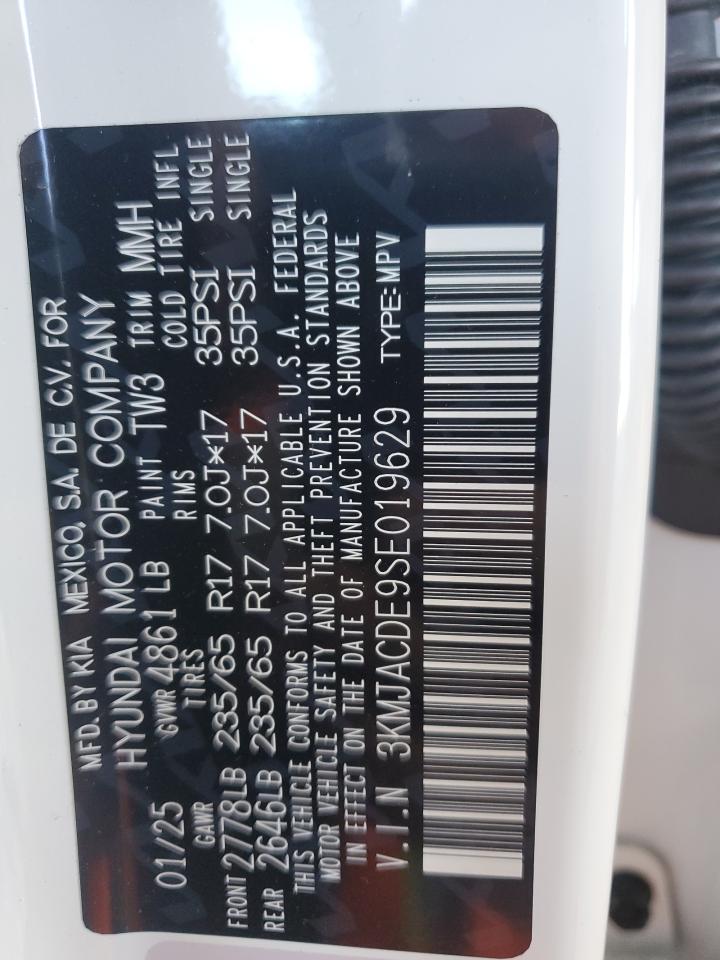 MFD. BY KIA MEXICO, S.A. DE C.V. FOR
HYUNDAI MOTOR COMPANY
01/25 GVWR 4861 LB PAINT TW3 TRIM MMH
GAWR TIRES RIMS COLD TIRE INFL
FRONT 2778LB 235/65 R17 7.0J*17 35PSI SINGLE
REAR 2646LB 235/65 R17 7.0J*17 35PSI SINGLE
THIS VEHICLE CONFORMS TO ALL APPLICABLE U.S.A. FEDERAL
MOTOR VEHICLE SAFETY AND THEFT PREVENTION STANDARDS
IN EFFECT ON THE DATE OF MANUFACTURE SHOWN ABOVE
V.I.N 3KMJACDE9SE019629 TYPE:MPV